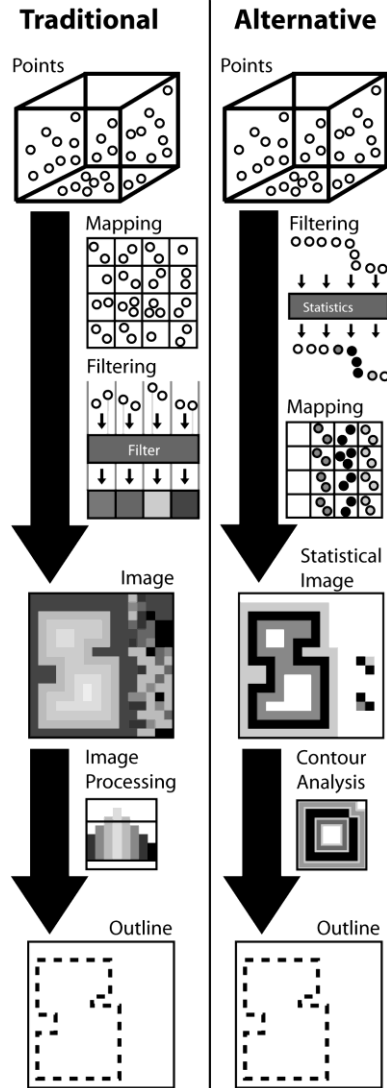 Traditional
Points
Mapping
Filtering
Filter
Image
Image
Processing
Outline
Alternative
Points
Filtering
Statistics
Mapping
Statistical
Image
Contour
Analysis
Outline